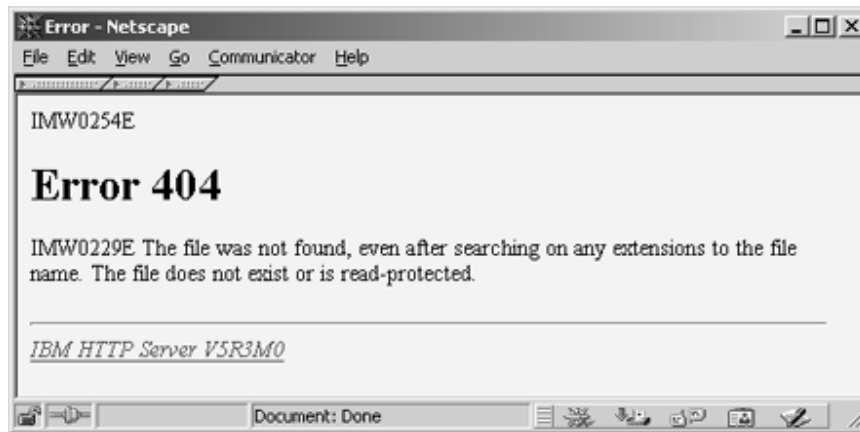 Error - Netscape
File Edit View Go Communicator Help
IMW0254E
Error 404
IMW0229E The file was not found, even after searching on any extensions to the file
name. The file does not exist or is read-protected.
IBM HTTP Server V5R3M0
Document: Done